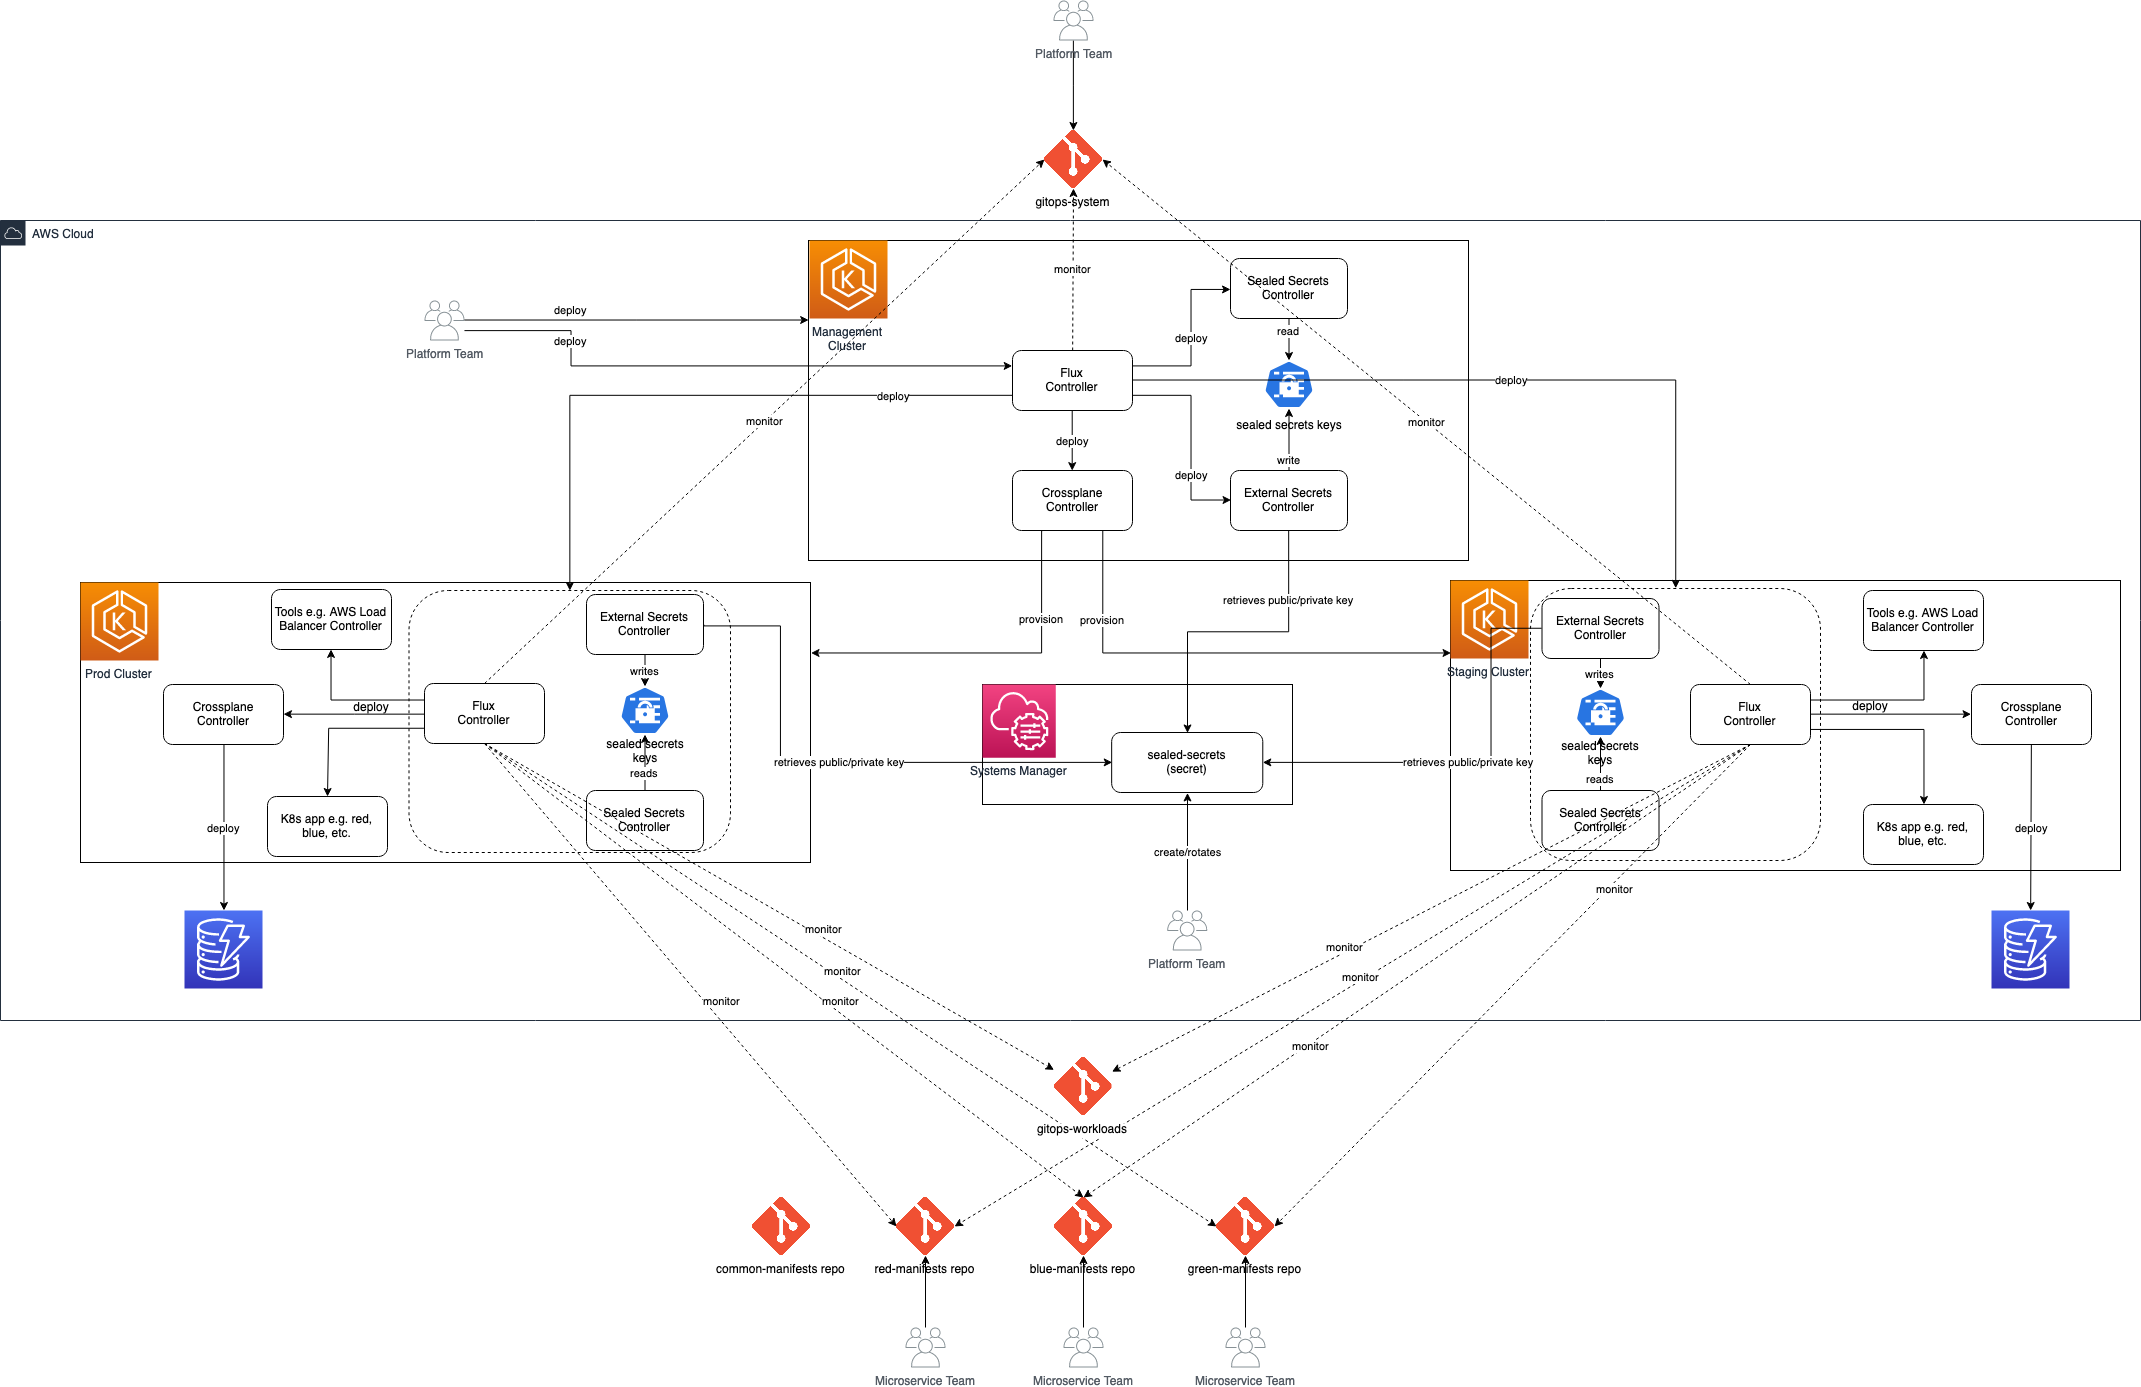 Platform Team
gitops-system
AWS Cloud
monitor
Management
Cluster
Sealed Secrets
Controller
Platform Team
deploy
deploy
read
deploy
Flux
Controller
deploy
deploy
sealed secrets keys
monitor
monitor
deploy
write
deploy
Crossplane
Controller
External Secrets
Controller
retrieves public/private key
provision
provision
Prod Cluster
Tools e.g. AWS Load
Balancer Controller
External Secrets
Controller
writes
Crossplane
Controller
deploy
Flux
Controller
sealed secrets
keys
reads
retrieves public/private key
K8s app e.g. red,
blue, etc.
Sealed Secrets
Controller
deploy
Systems Manager
sealed-secrets
(secret)
create/rotates
Platform Team
retrieves public/private key
Staging Cluster
External Secrets
Controller
writes
Tools e.g. AWS Load
Balancer Controller
Flux
Controller
deploy
Crossplane
Controller
sealed secrets
keys
reads
Sealed Secrets
Controller
K8s app e.g. red,
blue, etc.
deploy
monitor
monitor
monitor
monitor
monitor
monitor
monitor
monitor
gitops-workloads
common-manifests repo
red-manifests repo
blue-manifests repo
green-manifests repo
Microservice Team
Microservice Team
Microservice Team